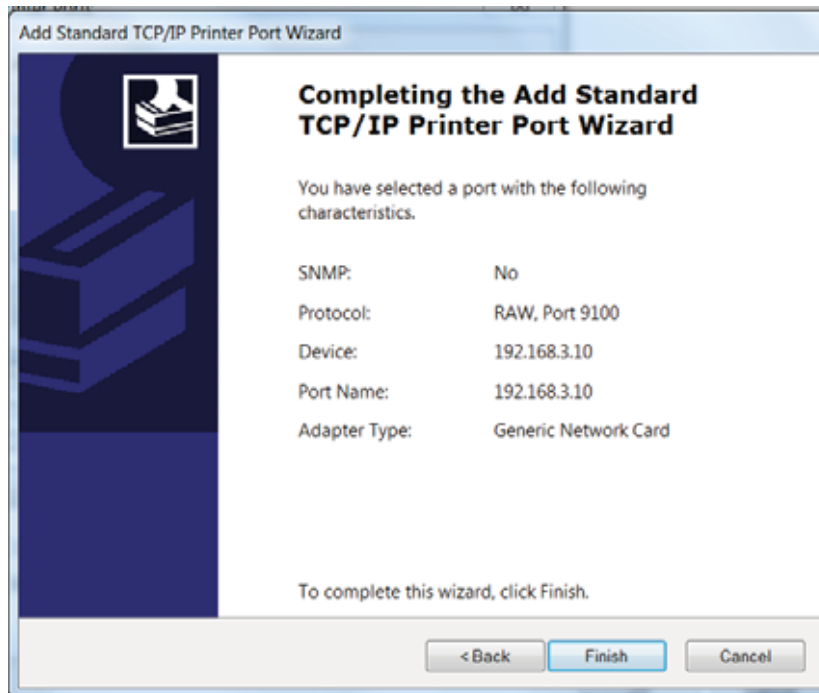 Add Standard TCP/IP Printer Port Wizard
Completing the Add Standard
TCP/IP Printer Port Wizard
You have selected a port with the following
characteristics.
SNMP: No
Protocol: RAW, Port 9100
Device: 192.168.3.10
Port Name: 192.168.3.10
Adapter Type: Generic Network Card
To complete this wizard, click Finish.
< Back Finish Cancel